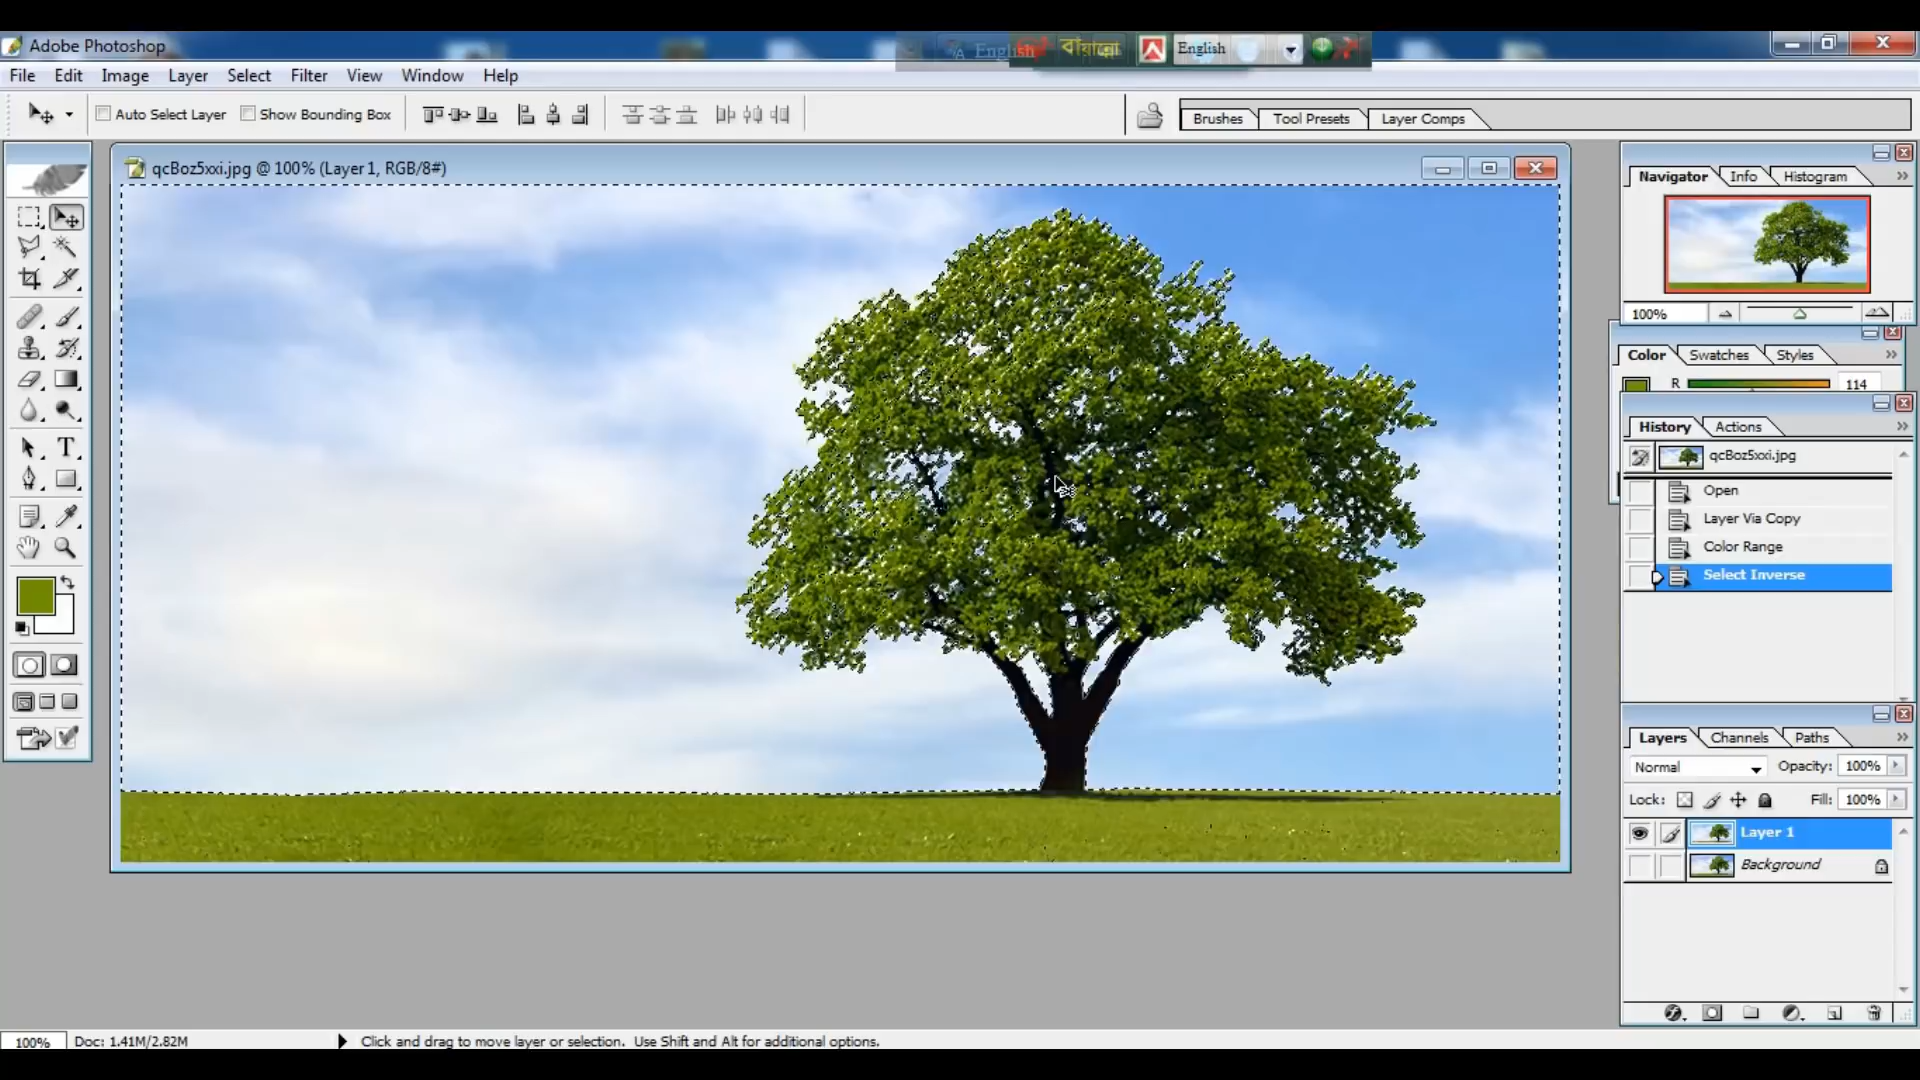 Adobe Photoshop
English বায়ান্নো English
File Edit Image Layer Select Filter View Window Help
Auto Select Layer Show Bounding Box Brushes Tool Presets Layer Comps
qcBoz5xxi.jpg @ 100% (Layer 1, RGB/8#)
Navigator Info Histogram
100%
Color Swatches Styles
R 114
History Actions
qcBoz5xxi.jpg
Open
Layer Via Copy
Color Range
Select Inverse
T
Layers Channels Paths
Normal Opacity: 100%
Lock: Fill: 100%
Layer 1
Background
100% Doc: 1.41M/2.82M Click and drag to move layer or selection. Use Shift and Alt for additional options.